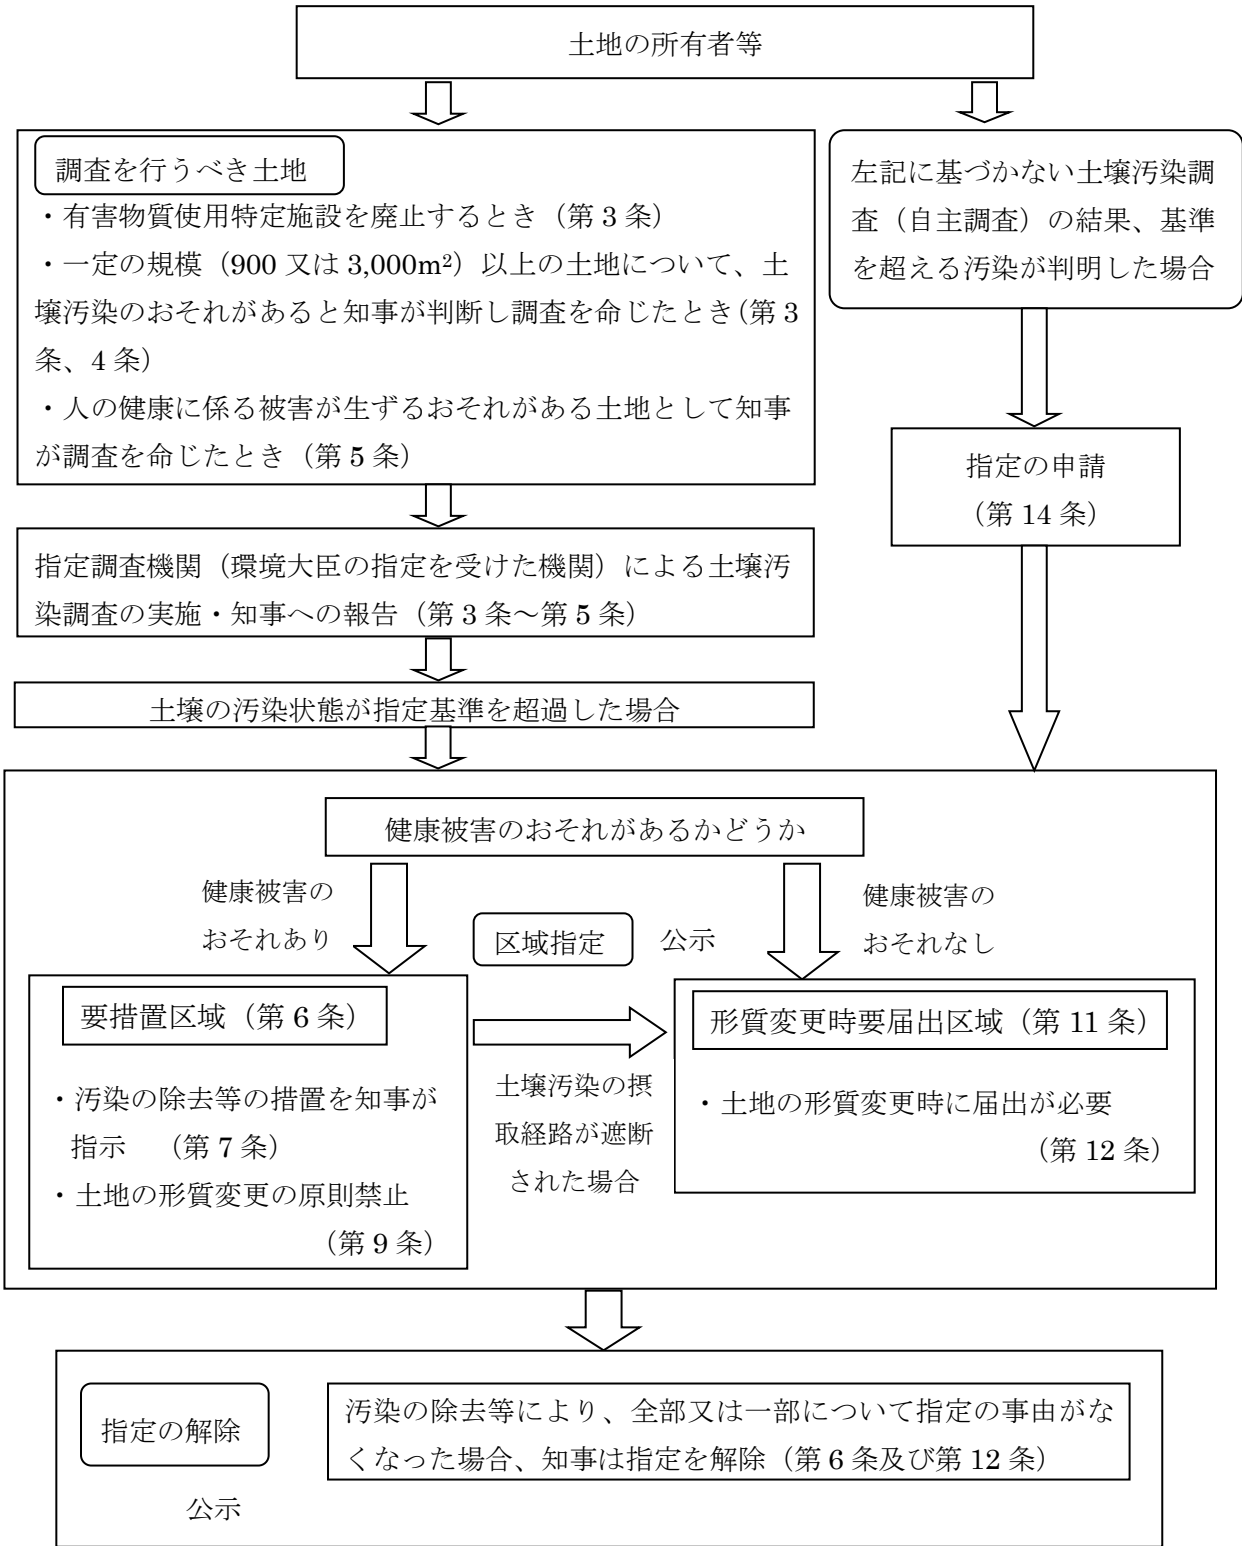 土地の所有者等
調査を行うべき土地
・有害物質使用特定施設を廃止するとき（第 3 条）
・一定の規模（900 又は 3,000m²）以上の土地について、土
壌汚染のおそれがあると知事が判断し調査を命じたとき（第 3
条、4 条）
・人の健康に係る被害が生ずるおそれがある土地として知事
が調査を命じたとき（第 5 条）
左記に基づかない土壌汚染調
査（自主調査）の結果、基準
を超える汚染が判明した場合
指定の申請
（第 14 条）
指定調査機関（環境大臣の指定を受けた機関）による土壌汚
染調査の実施・知事への報告（第 3 条～第 5 条）
土壌の汚染状態が指定基準を超過した場合
健康被害のおそれがあるかどうか
健康被害の
おそれあり
区域指定
公示
健康被害の
おそれなし
要措置区域（第 6 条）
・汚染の除去等の措置を知事が
指示　（第 7 条）
・土地の形質変更の原則禁止
（第 9 条）
土壌汚染の摂
取経路が遮断
された場合
形質変更時要届出区域（第 11 条）
・土地の形質変更時に届出が必要
（第 12 条）
指定の解除
公示
汚染の除去等により、全部又は一部について指定の事由がな
くなった場合、知事は指定を解除（第 6 条及び第 12 条）